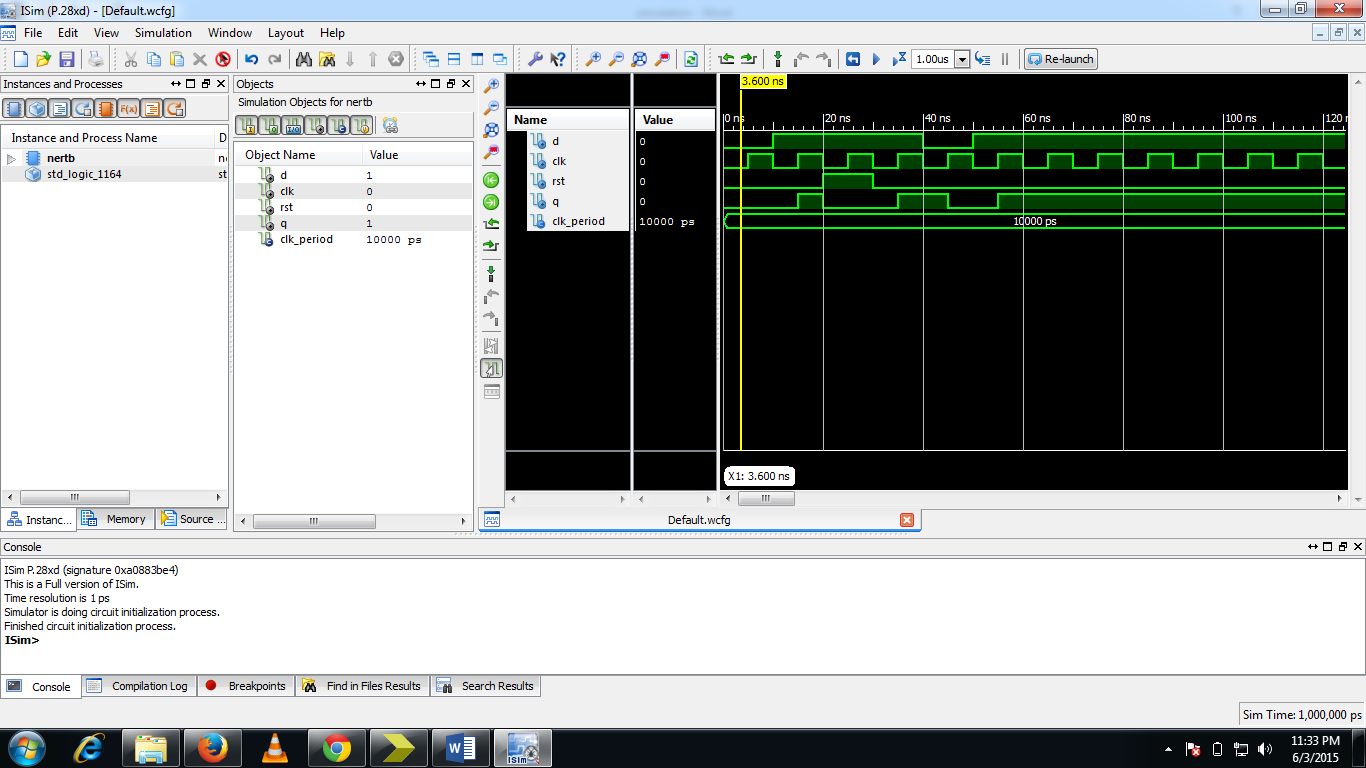 ISim (P.28xd) - [Default.wcfg]
File Edit View Simulation Window Layout Help
1.00us Re-launch
Instances and Processes
Instance and Process Name D
nertb
std_logic_1164 st
Instanc... Memory Source ...
Objects
Simulation Objects for nertb
Object Name Value
d 1
clk 0
rst 0
q 1
clk_period 10000 ps
Name Value
d 0
clk 0
rst 0
q 0
clk_period 10000 ps
3.600 ns
0 ns 20 ns 40 ns 60 ns 80 ns 100 ns 120
10000 ps
X1: 3.600 ns
Default.wcfg
Console
ISim P.28xd (signature 0xa0883be4)
This is a Full version of ISim.
Time resolution is 1 ps
Simulator is doing circuit initialization process.
Finished circuit initialization process.
ISim>
Console Compilation Log Breakpoints Find in Files Results Search Results
Sim Time: 1,000,000 ps
ISim
11:33 PM
6/3/2015